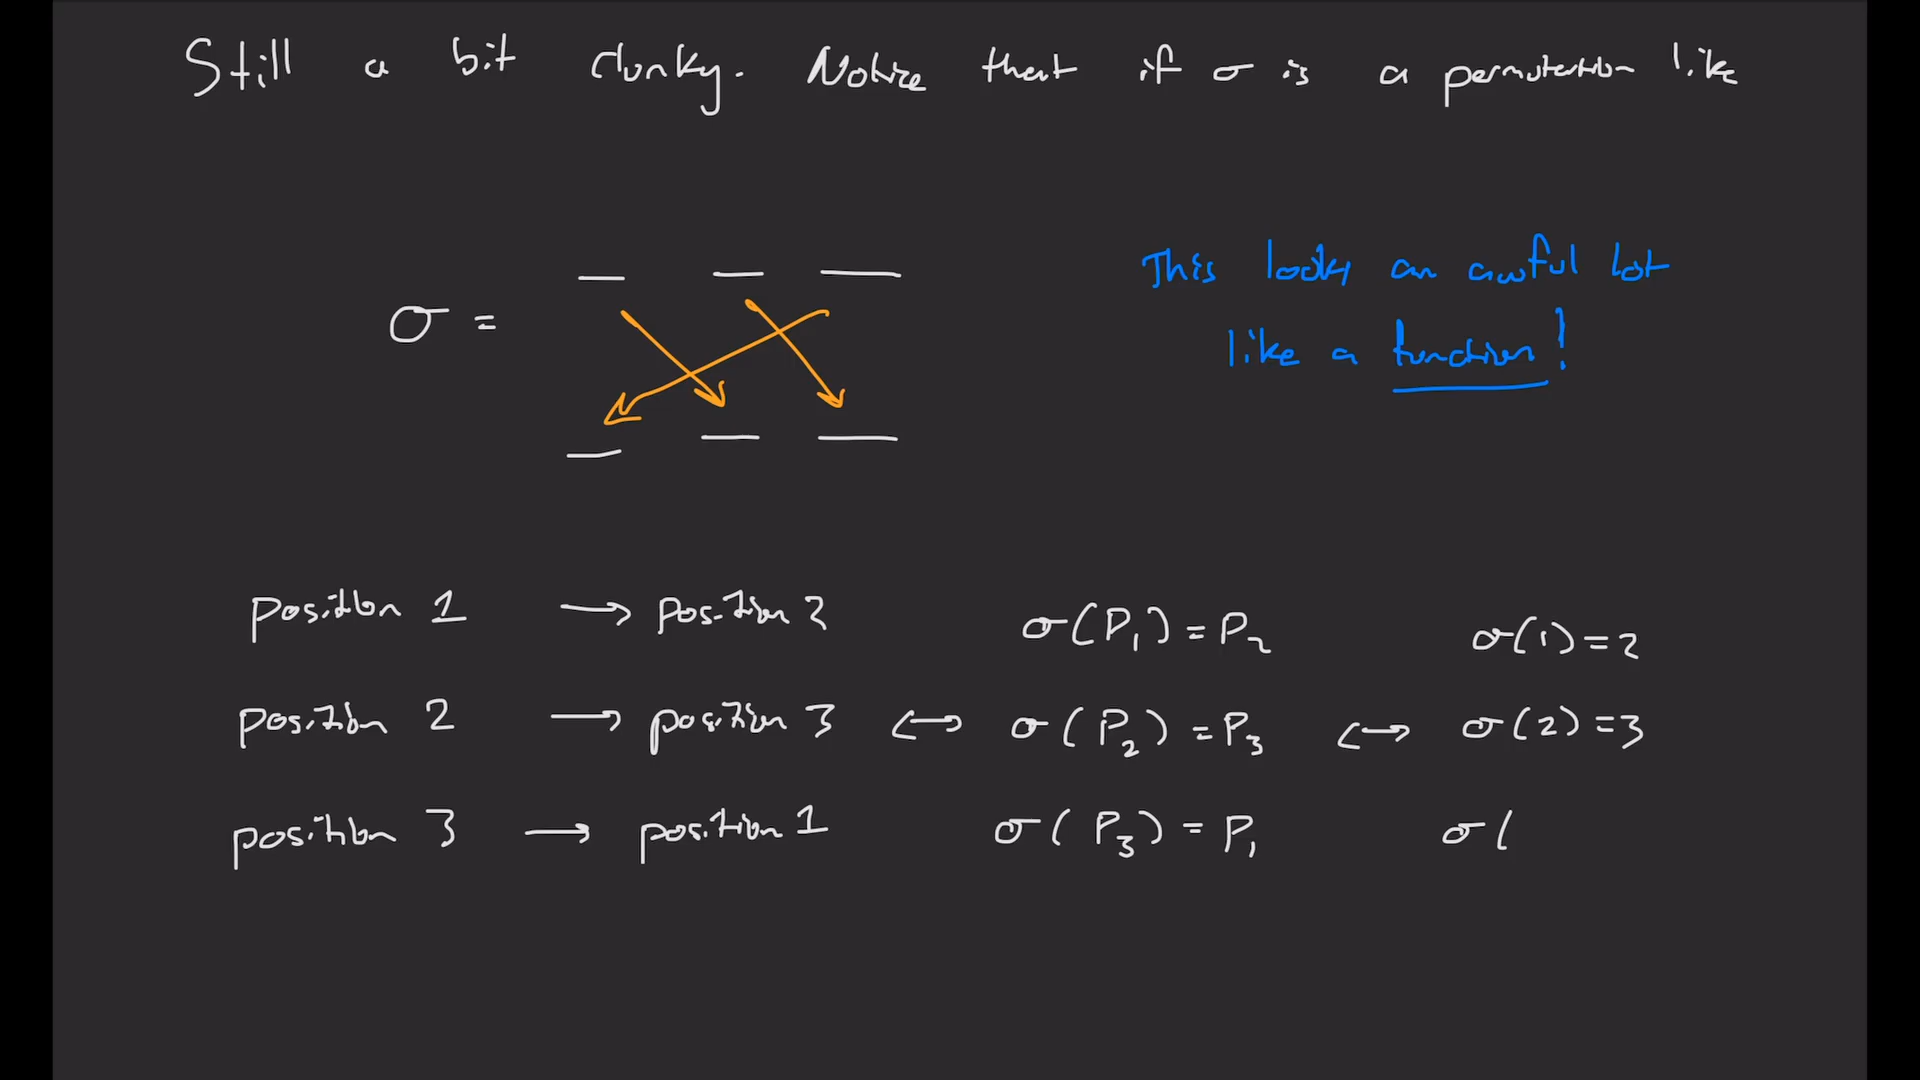 Still a bit clunky. Notice that if σ is a permutation like
This looks an awful lot
like a function!
σ =
position 1 → position 2 σ(P₁) = P₂ σ(1) = 2
position 2 → position 3 ↔ σ(P₂) = P₃ ↔ σ(2) = 3
position 3 → position 1 σ(P₃) = P₁ σ(